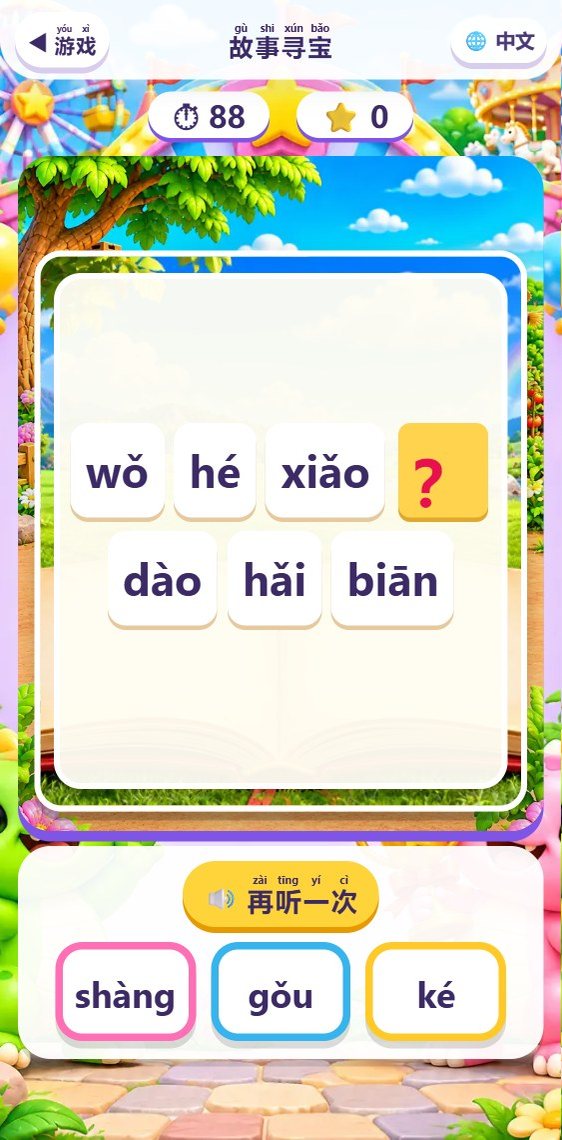 yóu xì
游戏
gù shi xún bǎo
故事寻宝
中文
88
0
wǒ hé xiǎo ?
dào hǎi biān
zài tīng yí cì
再听一次
shàng gǒu ké